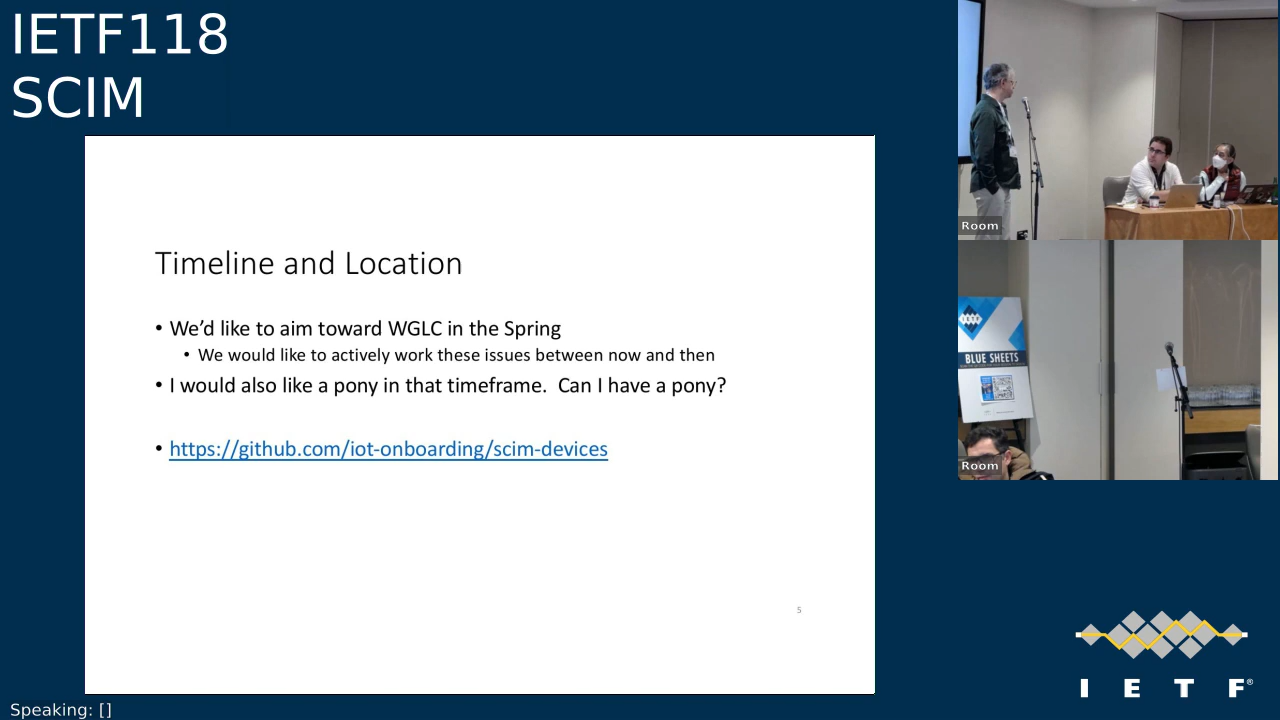 IETF118
SCIM
Timeline and Location
• We’d like to aim toward WGLC in the Spring
• We would like to actively work these issues between now and then
• I would also like a pony in that timeframe.  Can I have a pony?
• https://github.com/iot-onboarding/scim-devices
5
Room
IETF
BLUE SHEETS
Room
IETF®
Speaking: []